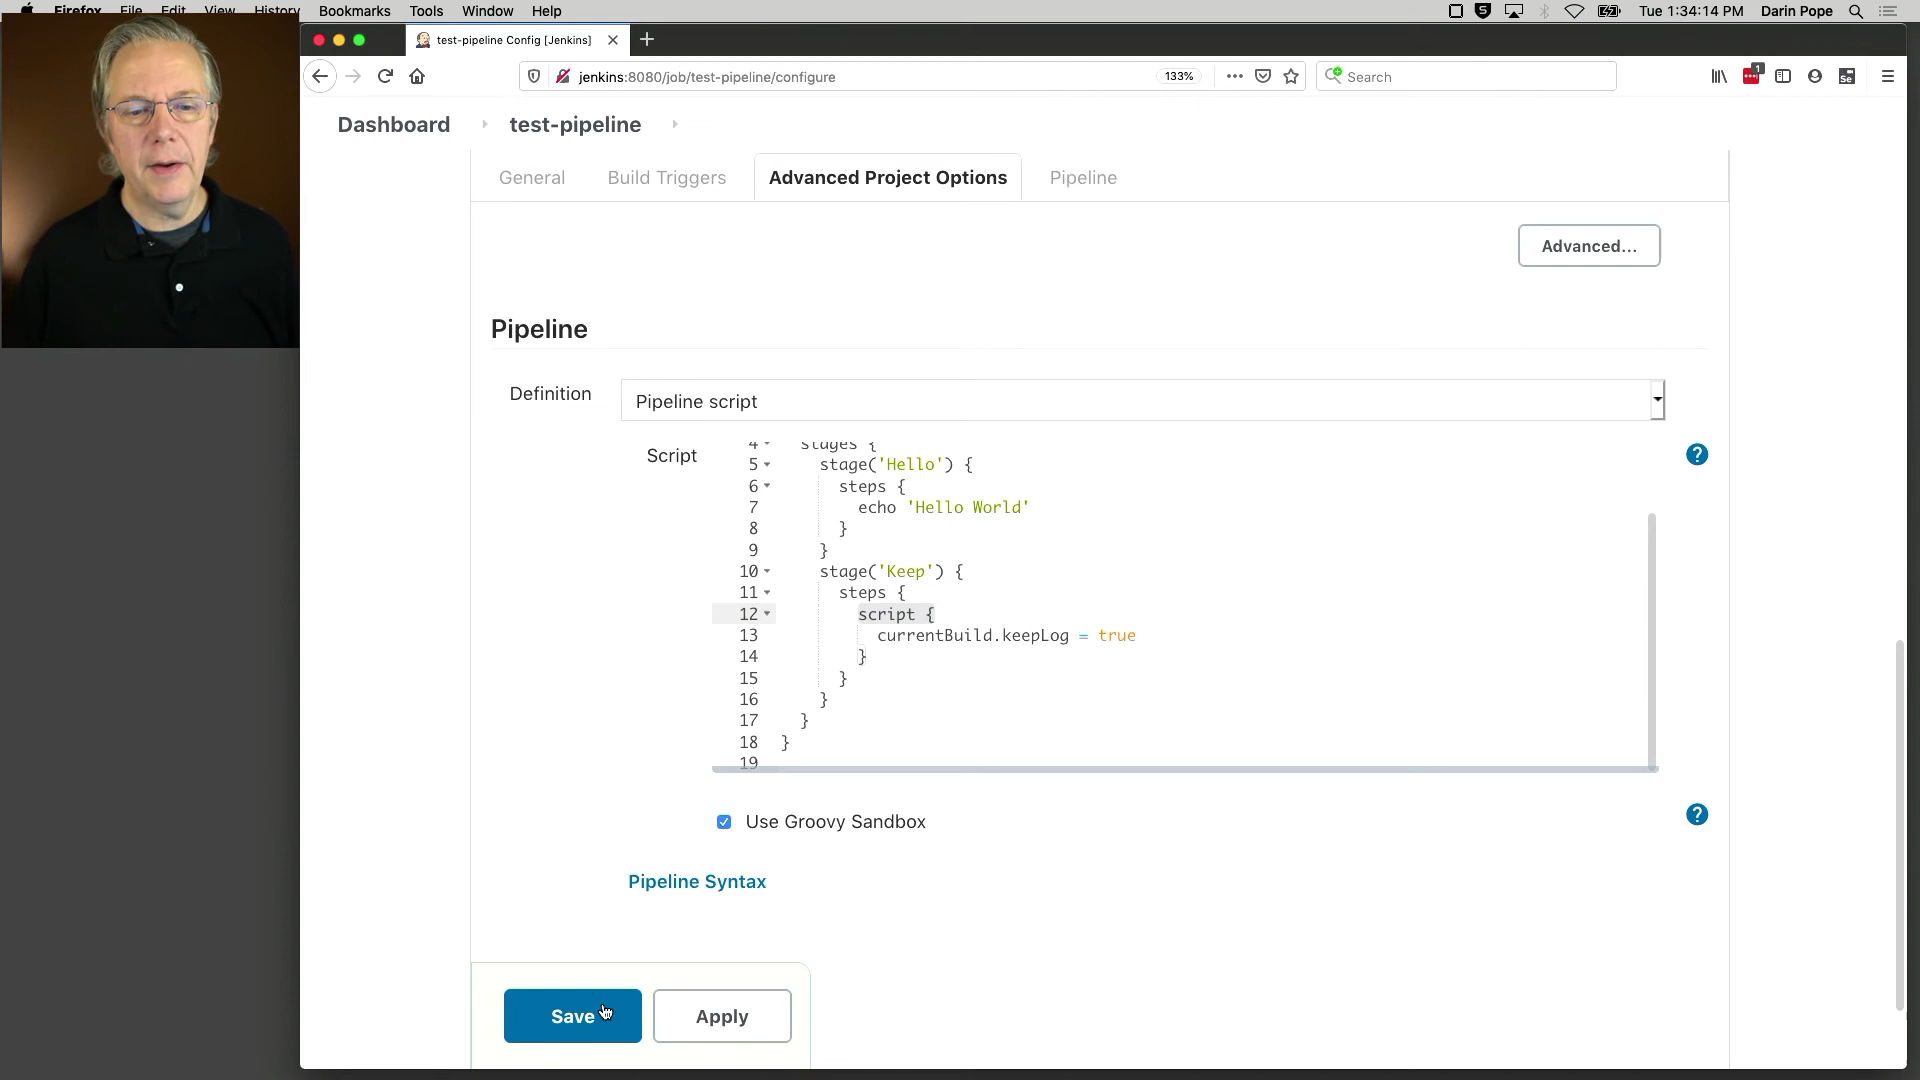 Firefox File Edit View History Bookmarks Tools Window Help
Tue 1:34:14 PM Darin Pope
test-pipeline Config [Jenkins]
jenkins:8080/job/test-pipeline/configure
133%
Search
1
Se
Dashboard
test-pipeline
General
Build Triggers
Advanced Project Options
Pipeline
Advanced...
Pipeline
Definition
Pipeline script
Script
4 stages {
5 stage('Hello') {
6 steps {
7 echo 'Hello World'
8 }
9 }
10 stage('Keep') {
11 steps {
12 script {
13 currentBuild.keepLog = true
14 }
15 }
16 }
17 }
18 }
19
?
Use Groovy Sandbox
?
Pipeline Syntax
Save
Apply